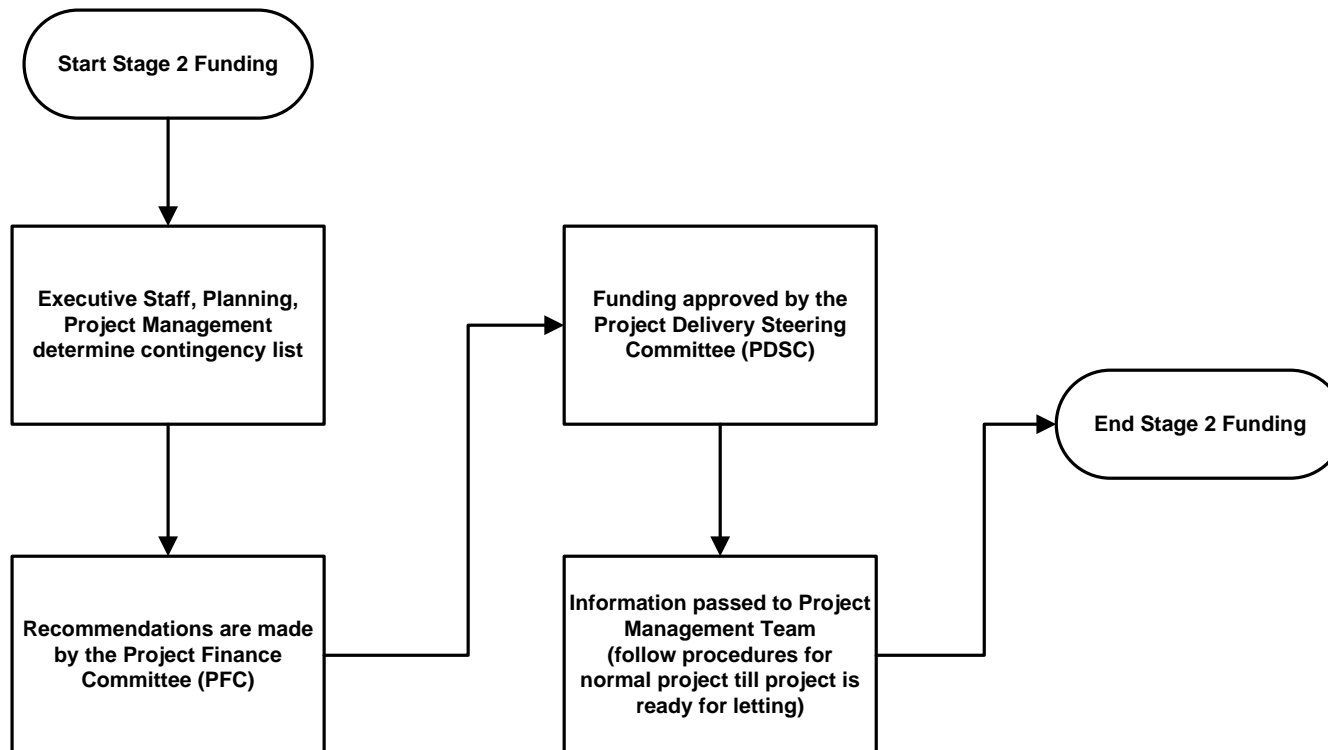 Start Stage 2 Funding
Executive Staff, Planning,
Project Management
determine contingency list
Recommendations are made
by the Project Finance
Committee (PFC)
Funding approved by the
Project Delivery Steering
Committee (PDSC)
Information passed to Project
Management Team
(follow procedures for
normal project till project is
ready for letting)
End Stage 2 Funding